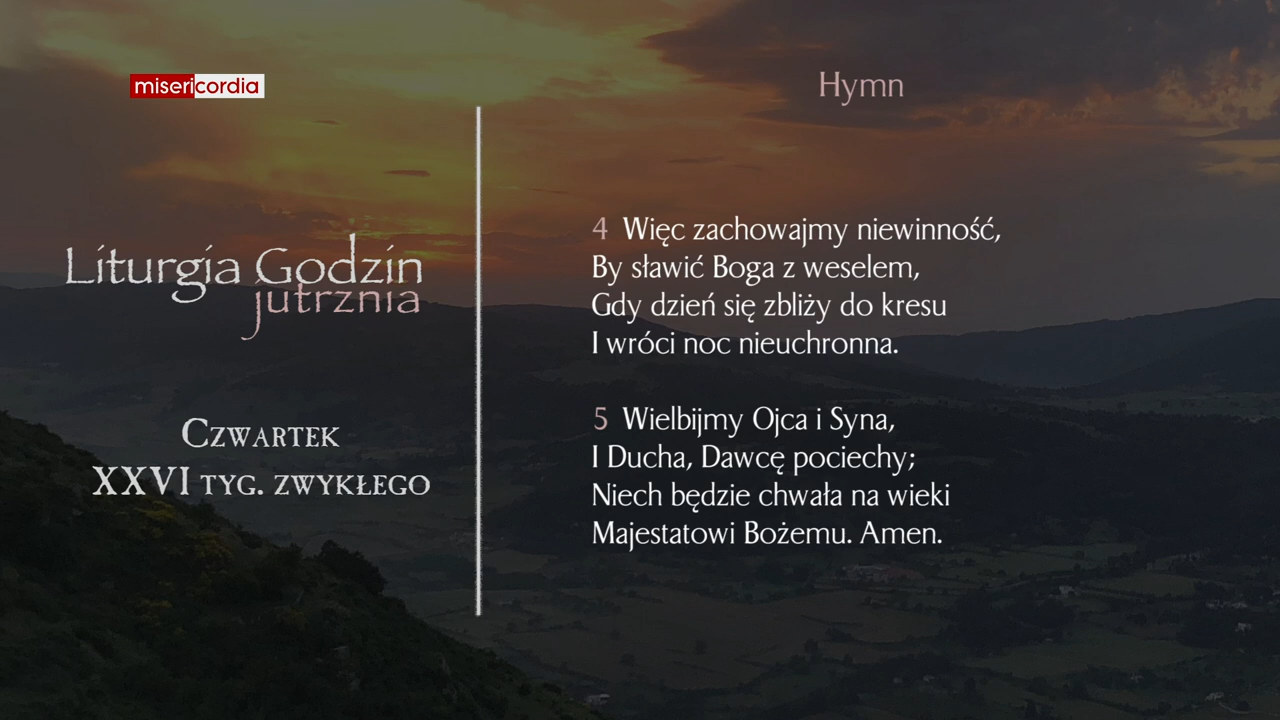 misericordia
Liturgia Godzin
jutrznia
Czwartek
XXVI tyg. zwykłego
Hymn
4 Więc zachowajmy niewinność,
By sławić Boga z weselem,
Gdy dzień się zbliży do kresu
I wróci noc nieuchronna.
5 Wielbijmy Ojca i Syna,
I Ducha, Dawcę pociechy;
Niech będzie chwała na wieki
Majestatowi Bożemu. Amen.